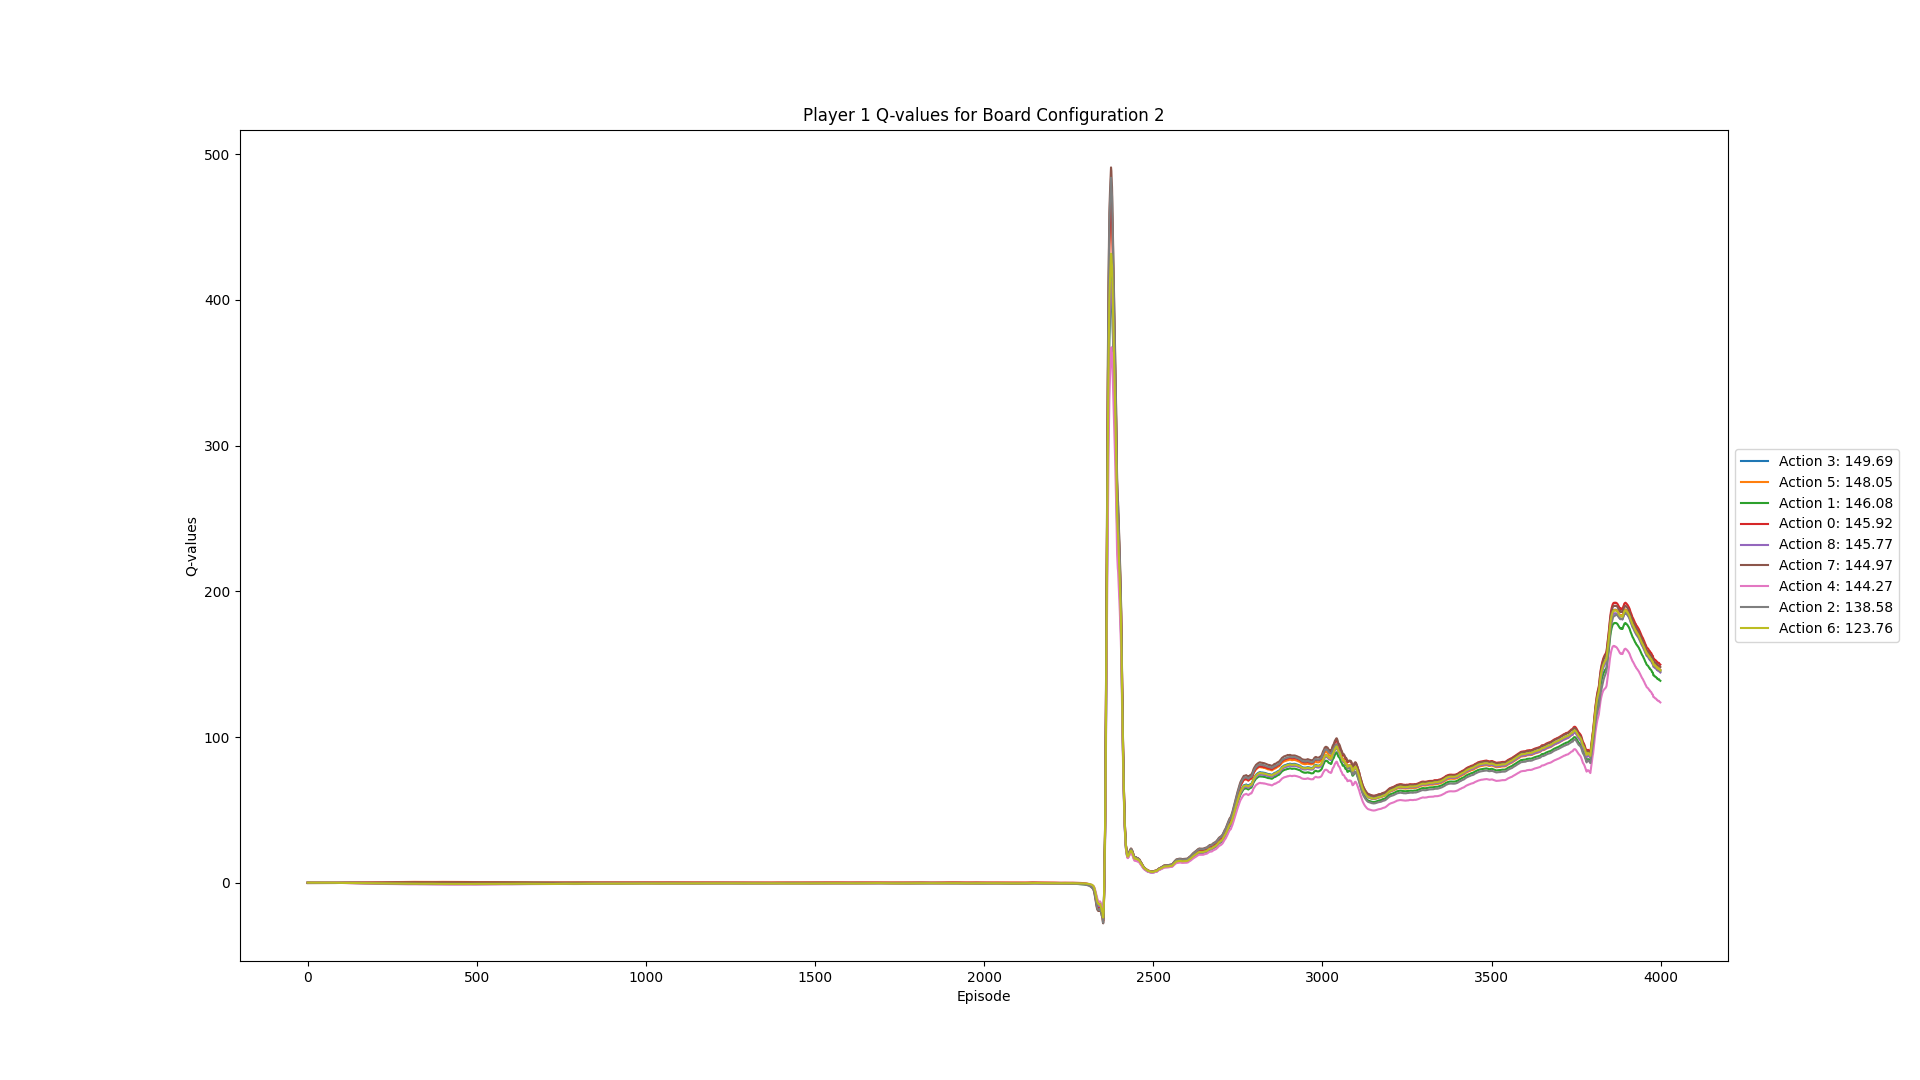 Player 1 Q-values for Board Configuration 2
500
400
300
200
100
0
Q-values
0
500
1000
1500
2000
2500
3000
3500
4000
Episode
Action 3: 149.69
Action 5: 148.05
Action 1: 146.08
Action 0: 145.92
Action 8: 145.77
Action 7: 144.97
Action 4: 144.27
Action 2: 138.58
Action 6: 123.76